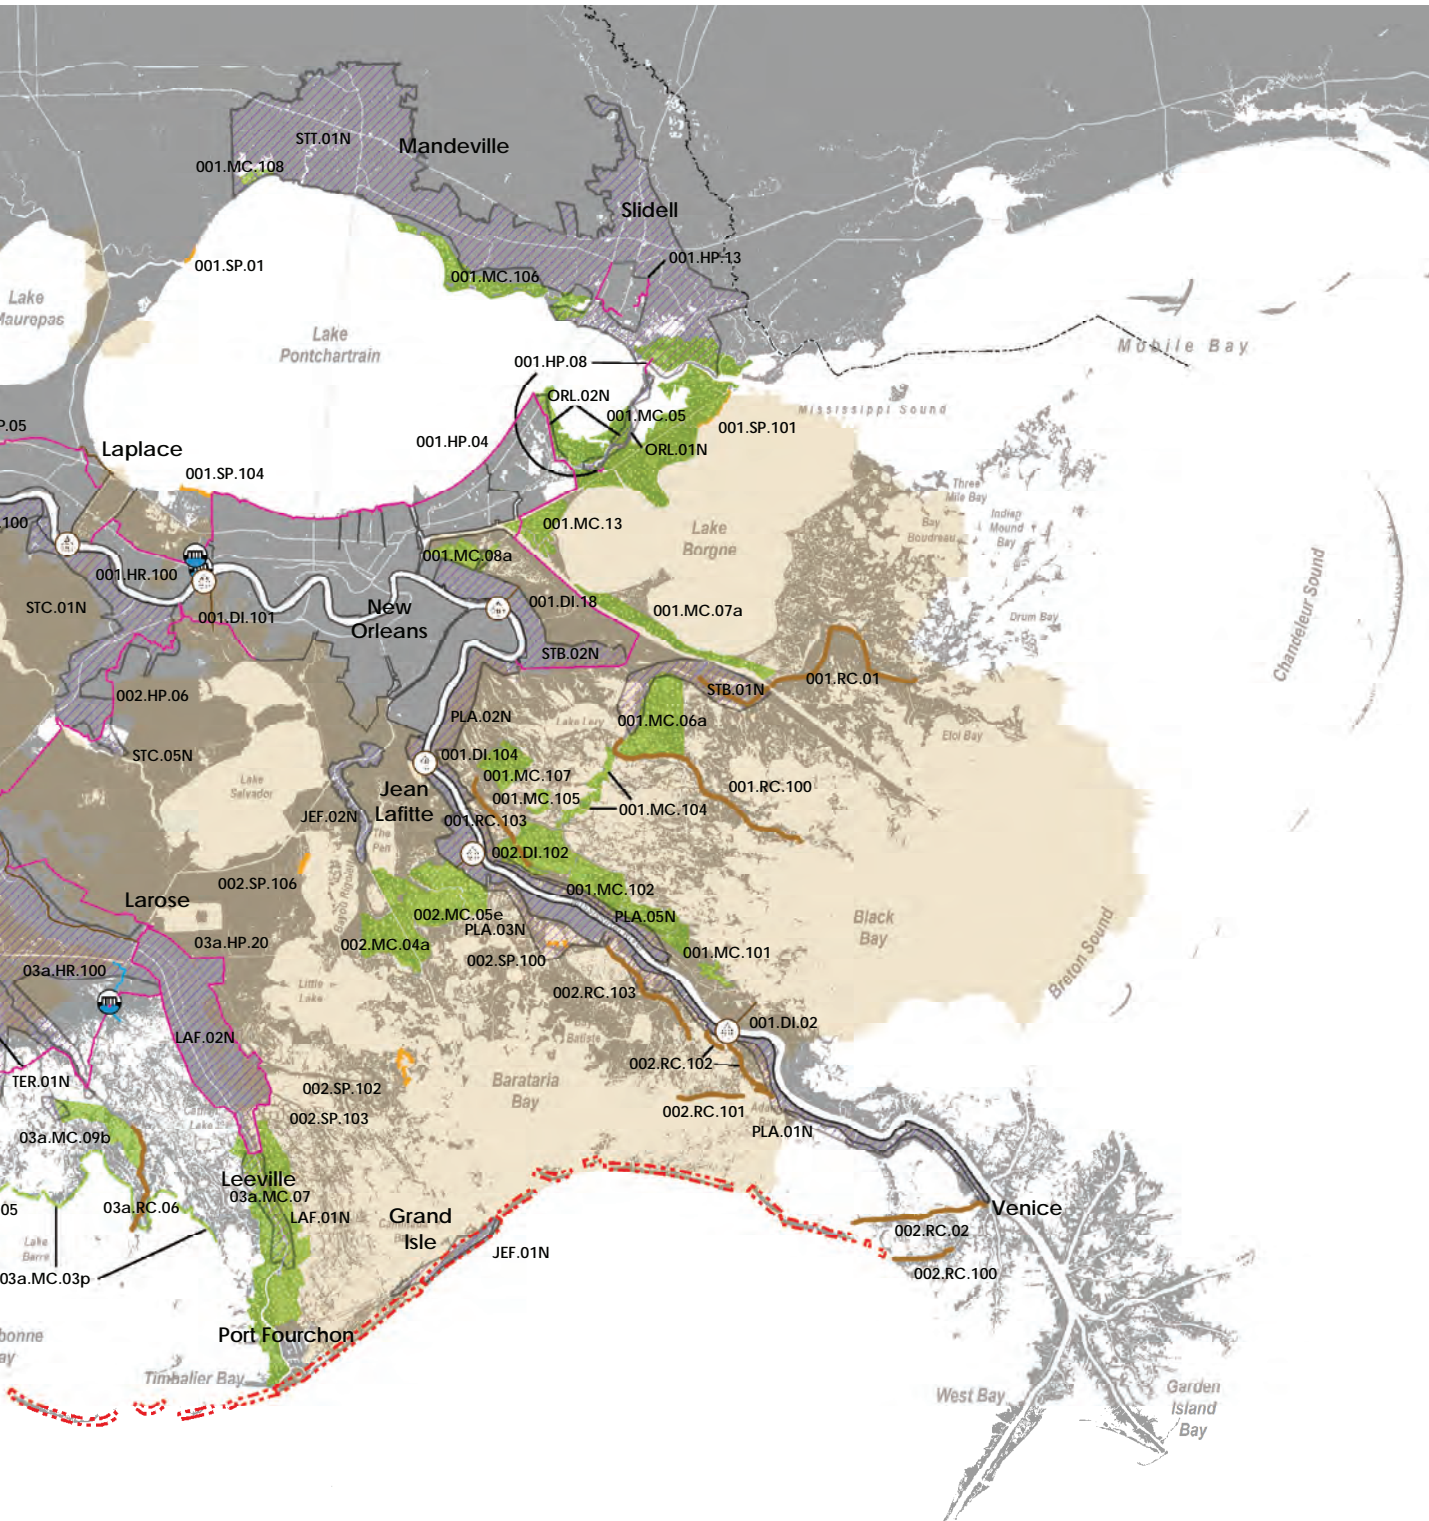 STT.01N
Mandeville
001.MC.108
Slidell
001.SP.01
001.HP.13
001.MC.106
Lake
Maurepas
Lake
Pontchartrain
Mobile Bay
001.HP.08
ORL.02N
001.MC.05
Mississippi Sound
P.05
001.HP.04
001.SP.101
Laplace
ORL.01N
001.SP.104
Three
Mile Bay
.100
001.MC.13
Lake
Borgne
Bay
Boudreau
Indian
Mound
Bay
001.MC.08a
001.HR.100
Chandeleur Sound
STC.01N
New
Orleans
001.DI.18
001.MC.07a
001.DI.101
Drum Bay
STB.02N
001.RC.01
002.HP.06
STB.01N
PLA.02N
Lake Lery
001.MC.06a
Eloi Bay
STC.05N
001.DI.104
Lake
Salvador
001.MC.107
Jean
Lafitte
001.MC.105
001.RC.100
001.MC.104
JEF.02N
001.RC.103
The
Pen
002.DI.102
002.SP.106
Bayou Rigolettes
001.MC.102
Larose
002.MC.05e
PLA.05N
Black
Bay
PLA.03N
03a.HP.20
002.MC.04a
001.MC.101
002.SP.100
03a.HR.100
Breton Sound
Little
Lake
002.RC.103
001.DI.02
LAF.02N
Batiste
002.RC.102
TER.01N
002.SP.102
Barataria
Bay
002.RC.101
002.SP.103
PLA.01N
03a.MC.09b
Leeville
03a.MC.07
05
03a.RC.06
LAF.01N
Grand
Isle
Venice
002.RC.02
Lake
Barre
JEF.01N
03a.MC.03p
002.RC.100
bonne
ay
Port Fourchon
Timbalier Bay
West Bay
Garden
Island
Bay